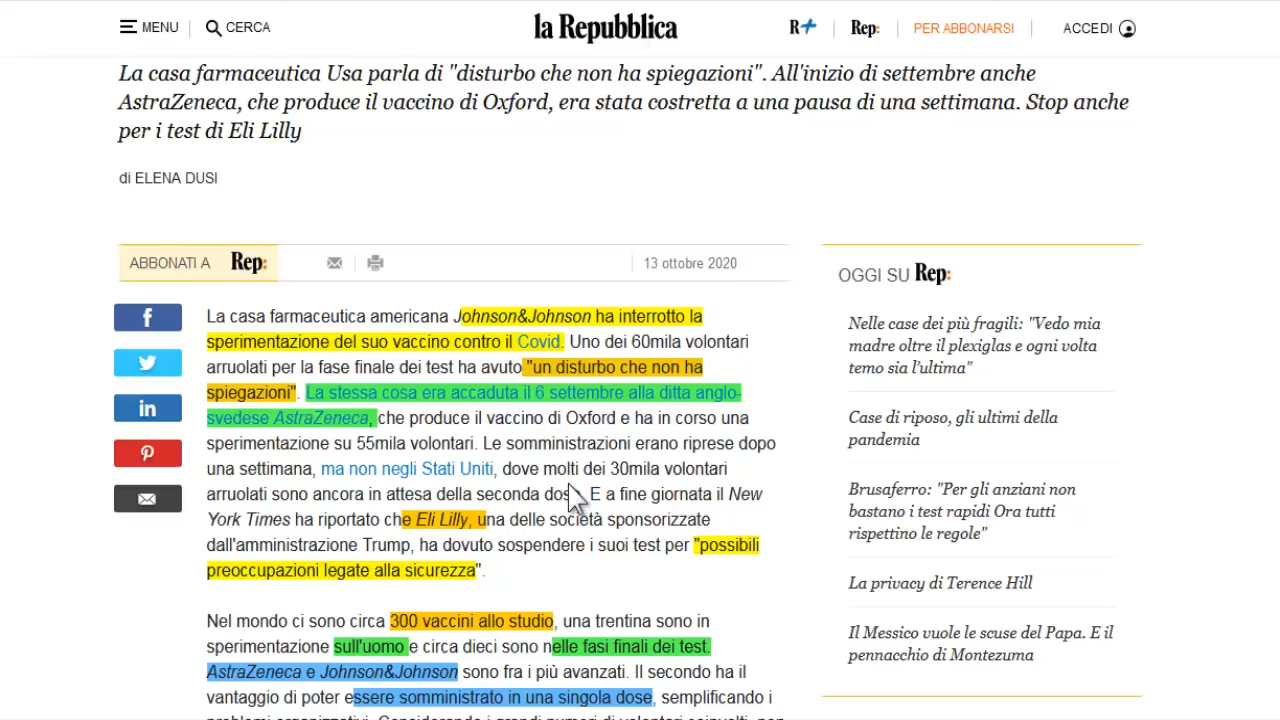 MENU
CERCA
la Repubblica
R+
Rep:
PER ABBONARSI
ACCEDI
La casa farmaceutica Usa parla di "disturbo che non ha spiegazioni". All'inizio di settembre anche
AstraZeneca, che produce il vaccino di Oxford, era stata costretta a una pausa di una settimana. Stop anche
per i test di Eli Lilly
di ELENA DUSI
ABBONATI A Rep:
13 ottobre 2020
La casa farmaceutica americana Johnson&Johnson ha interrotto la
sperimentazione del suo vaccino contro il Covid. Uno dei 60mila volontari
arruolati per la fase finale dei test ha avuto "un disturbo che non ha
spiegazioni". La stessa cosa era accaduta il 6 settembre alla ditta anglo-
svedese AstraZeneca, che produce il vaccino di Oxford e ha in corso una
sperimentazione su 55mila volontari. Le somministrazioni erano riprese dopo
una settimana, ma non negli Stati Uniti, dove molti dei 30mila volontari
arruolati sono ancora in attesa della seconda E a fine giornata il New
York Times ha riportato che Eli Lilly, una delle società sponsorizzate
dall'amministrazione Trump, ha dovuto sospendere i suoi test per "possibili
preoccupazioni legate alla sicurezza".
Nel mondo ci sono circa 300 vaccini allo studio, una trentina sono in
sperimentazione sull'uomo e circa dieci sono nelle fasi finali dei test.
AstraZeneca e Johnson&Johnson sono fra i più avanzati. Il secondo ha il
vantaggio di poter essere somministrato in una singola dose, semplificando i
OGGI SU Rep:
Nelle case dei più fragili: "Vedo mia
madre oltre il plexiglas e ogni volta
temo sia l'ultima"
Case di riposo, gli ultimi della
pandemia
Brusaferro: "Per gli anziani non
bastano i test rapidi Ora tutti
rispettino le regole"
La privacy di Terence Hill
Il Messico vuole le scuse del Papa. E il
pennacchio di Montezuma